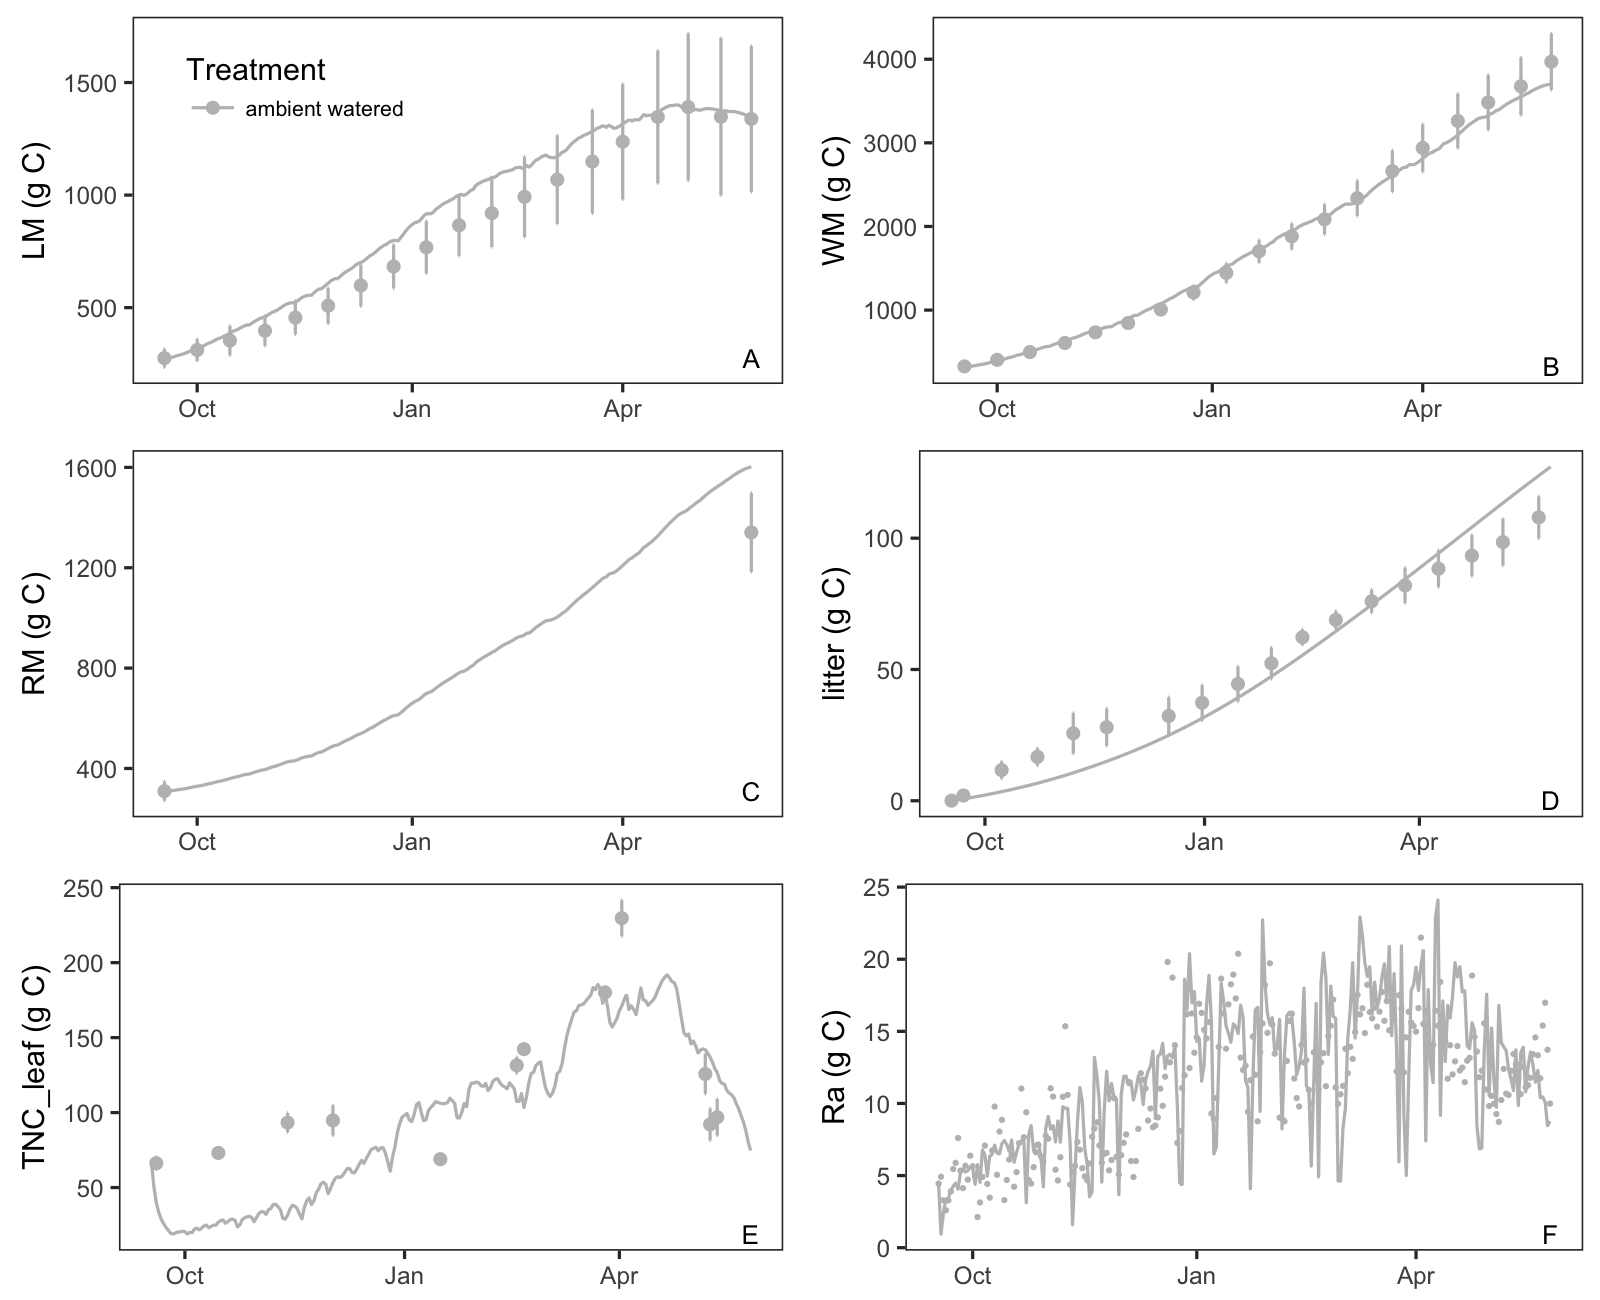 LM (g C)
1500
1000
500
Treatment
ambient watered
A
Oct Jan Apr
WM (g C)
4000
3000
2000
1000
B
Oct Jan Apr
RM (g C)
1600
1200
800
400
C
Oct Jan Apr
litter (g C)
100
50
0
D
Oct Jan Apr
TNC_leaf (g C)
250
200
150
100
50
E
Oct Jan Apr
Ra (g C)
25
20
15
10
5
0
F
Oct Jan Apr